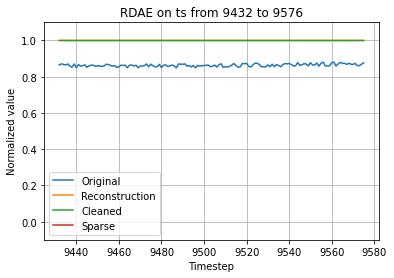 RDAE on ts from 9432 to 9576
Normalized value
1.0
0.8
0.6
0.4
0.2
0.0
Original
Reconstruction
Cleaned
Sparse
9440 9460 9480 9500 9520 9540 9560 9580
Timestep